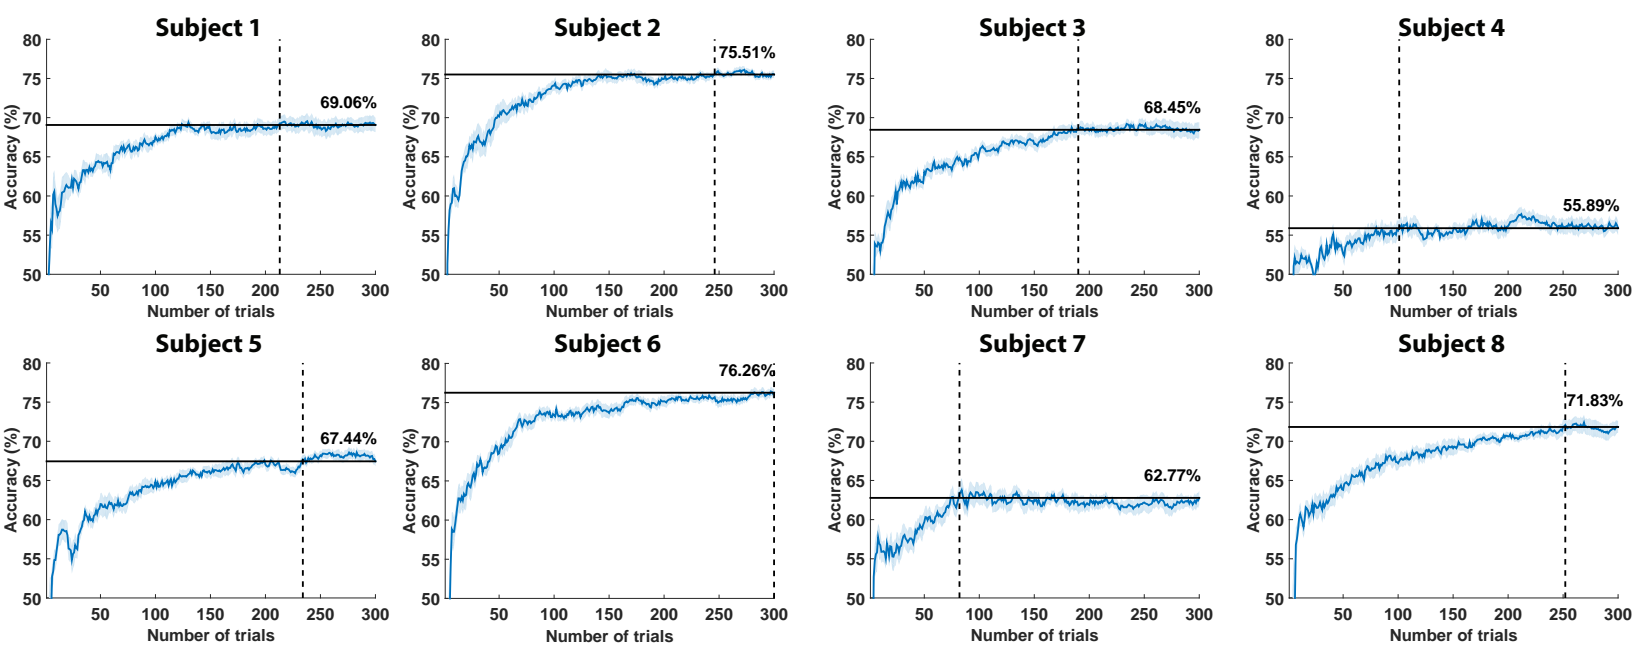 Subject 1
80
75
70
65
60
55
50
69.06%
50 100 150 200 250 300
Number of trials
Accuracy (%)
Subject 2
80
75
70
65
60
55
50
75.51%
50 100 150 200 250 300
Number of trials
Accuracy (%)
Subject 3
80
75
70
65
60
55
50
68.45%
50 100 150 200 250 300
Number of trials
Accuracy (%)
Subject 4
80
75
70
65
60
55
50
55.89%
50 100 150 200 250 300
Number of trials
Accuracy (%)
Subject 5
80
75
70
65
60
55
50
67.44%
50 100 150 200 250 300
Number of trials
Accuracy (%)
Subject 6
80
75
70
65
60
55
50
76.26%
50 100 150 200 250 300
Number of trials
Accuracy (%)
Subject 7
80
75
70
65
60
55
50
62.77%
50 100 150 200 250 300
Number of trials
Accuracy (%)
Subject 8
80
75
70
65
60
55
50
71.83%
50 100 150 200 250 300
Number of trials
Accuracy (%)